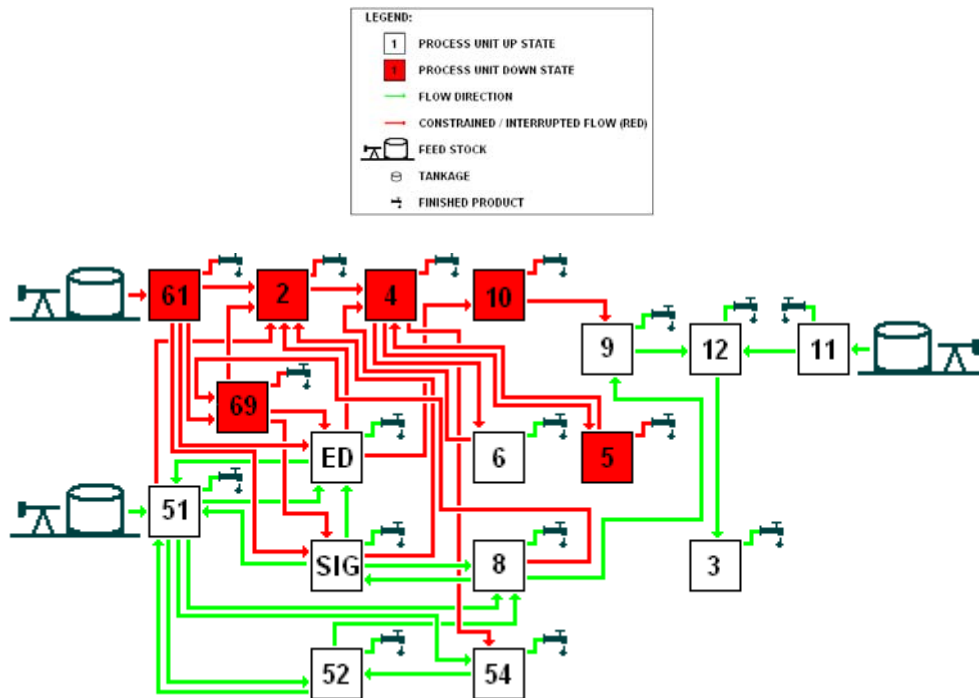 LEGEND:
1 PROCESS UNIT UP STATE
1 PROCESS UNIT DOWN STATE
FLOW DIRECTION
CONSTRAINED / INTERRUPTED FLOW (RED)
FEED STOCK
TANKAGE
FINISHED PRODUCT
61 2 4 10
9 12 11
69
ED 6 5
51
SIG 8 3
52 54